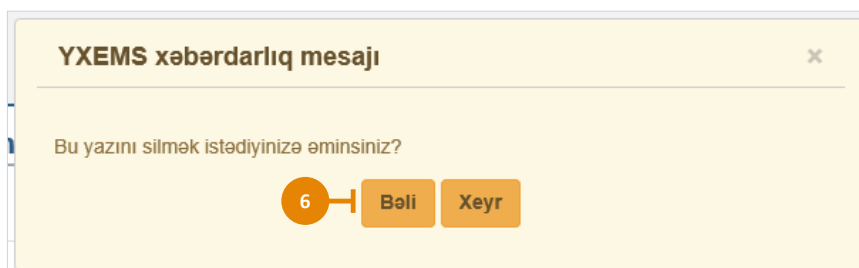 YXEMS xəbərdarlıq mesajı ×
Bu yazını silmək istədiyinizə əminsiniz?
6 Bəli Xeyr